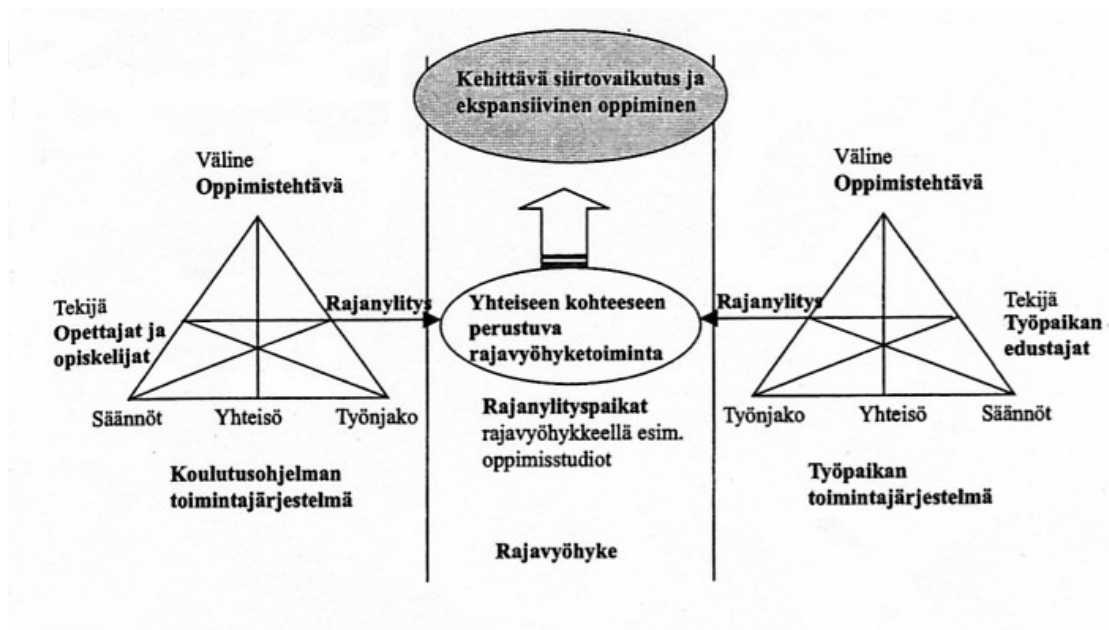 Kehittävä siirtovaikutus ja
ekspansiivinen oppiminen
Väline
Oppimistehtävä
Väline
Oppimistehtävä
Tekijä
Opettajat ja
opiskelijat
Rajanylitys
Yhteiseen kohteeseen
perustuva
rajavyöhyketoiminta
Rajanylitys
Tekijä
Työpaikan
edustajat
Säännöt
Yhteisö
Työnjako
Rajanylityspaikat
rajavyöhykkeellä esim.
oppimisstudiot
Työnjako
Yhteisö
Säännöt
Koulutusohjelman
toimintajärjestelmä
Työpaikan
toimintajärjestelmä
Rajavyöhyke